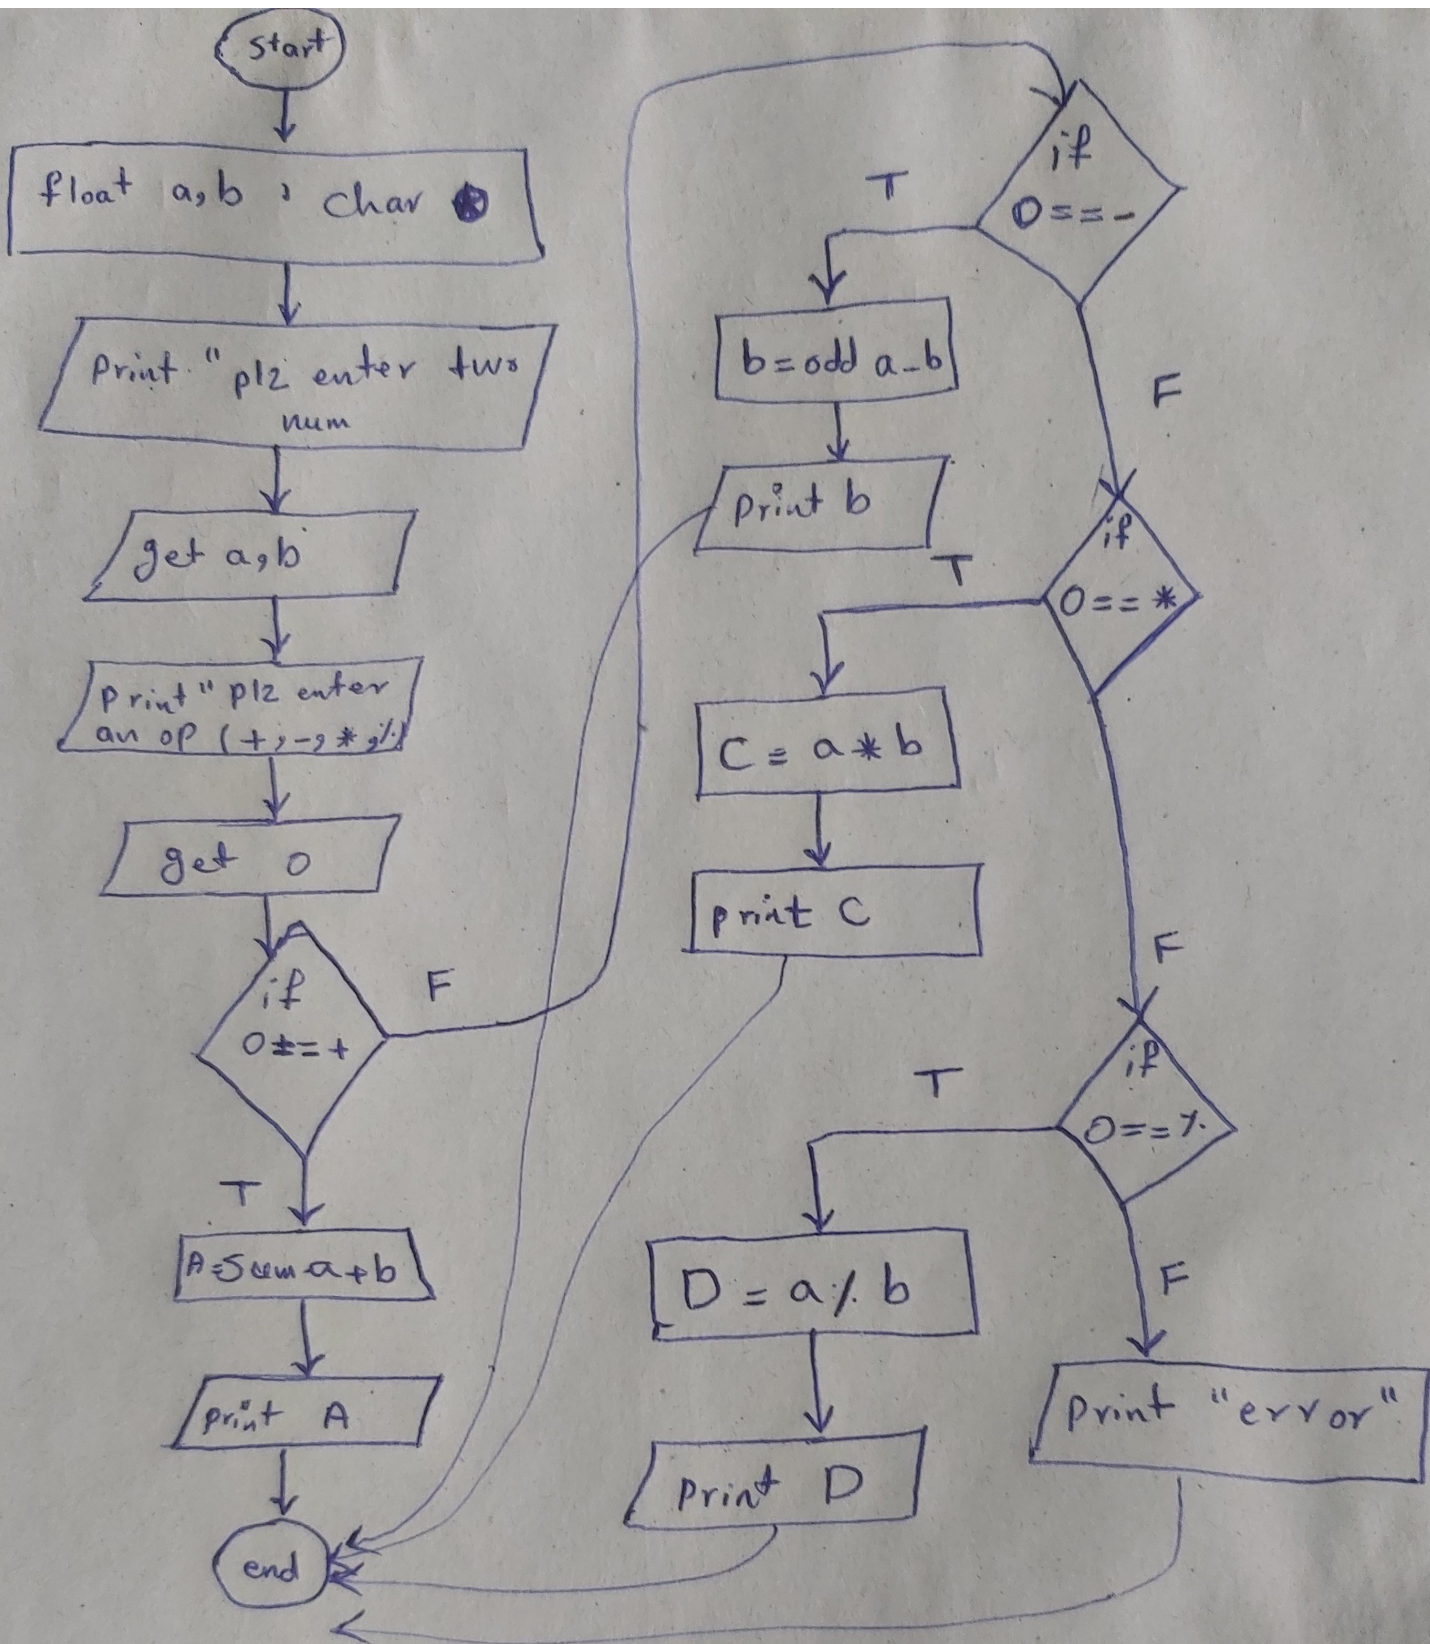 start
float a,b ; char
Print "plz enter two
num
get a,b
Print "plz enter
an op (+,-,*,%)
get O
if
O==+
F
T
A=Sum a+b
print A
end
if
O==-
T
b=odd a-b
print b
F
if
O==*
T
C=a*b
print C
F
if
O==%
T
D=a%b
Print D
F
Print "error"